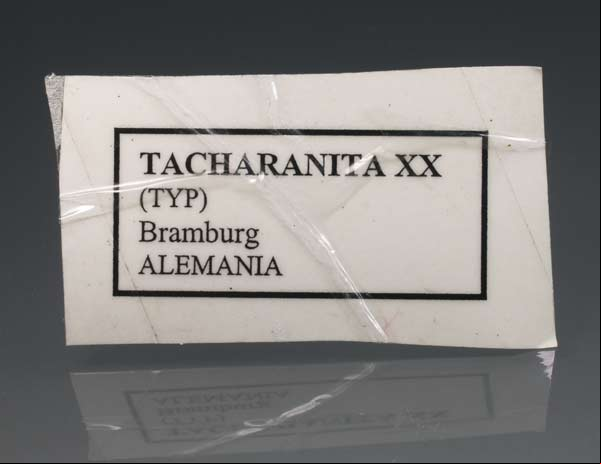 TACHARANITA XX
(TYP)
Bramburg
ALEMANIA